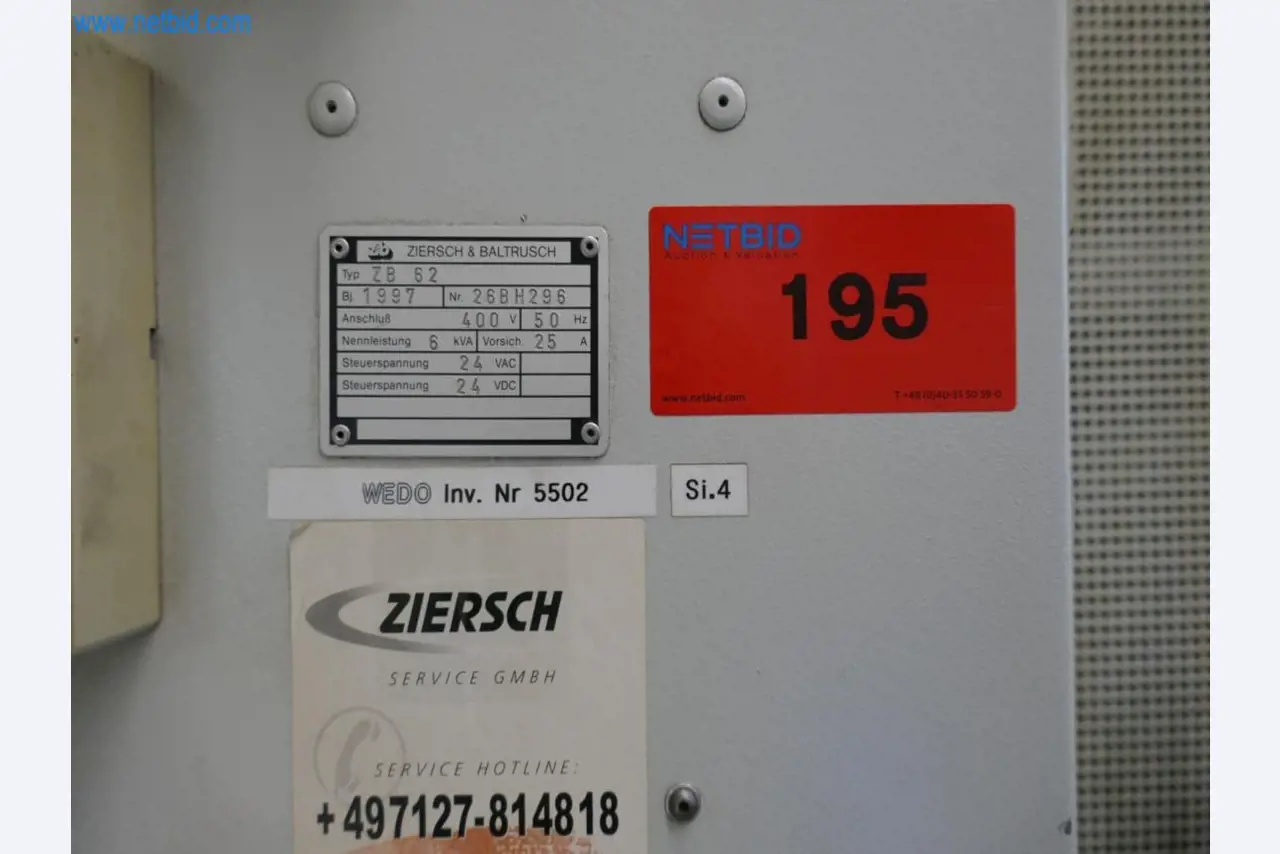 www.netbid.com
ZIERSCH & BALTRUSCH
Typ ZB 62
Bj. 1997 Nr. 26BH296
Anschluß 400 V 50 Hz
Nennleistung 6 kVA Vorsich. 25 A
Steuerspannung 24 VAC
Steuerspannung 24 VDC
NETBID
Auction & Valuation
195
www.netbid.com
WEDO Inv. Nr 5502
Si.4
ZIERSCH
SERVICE GMBH
SERVICE HOTLINE:
+497127-814818